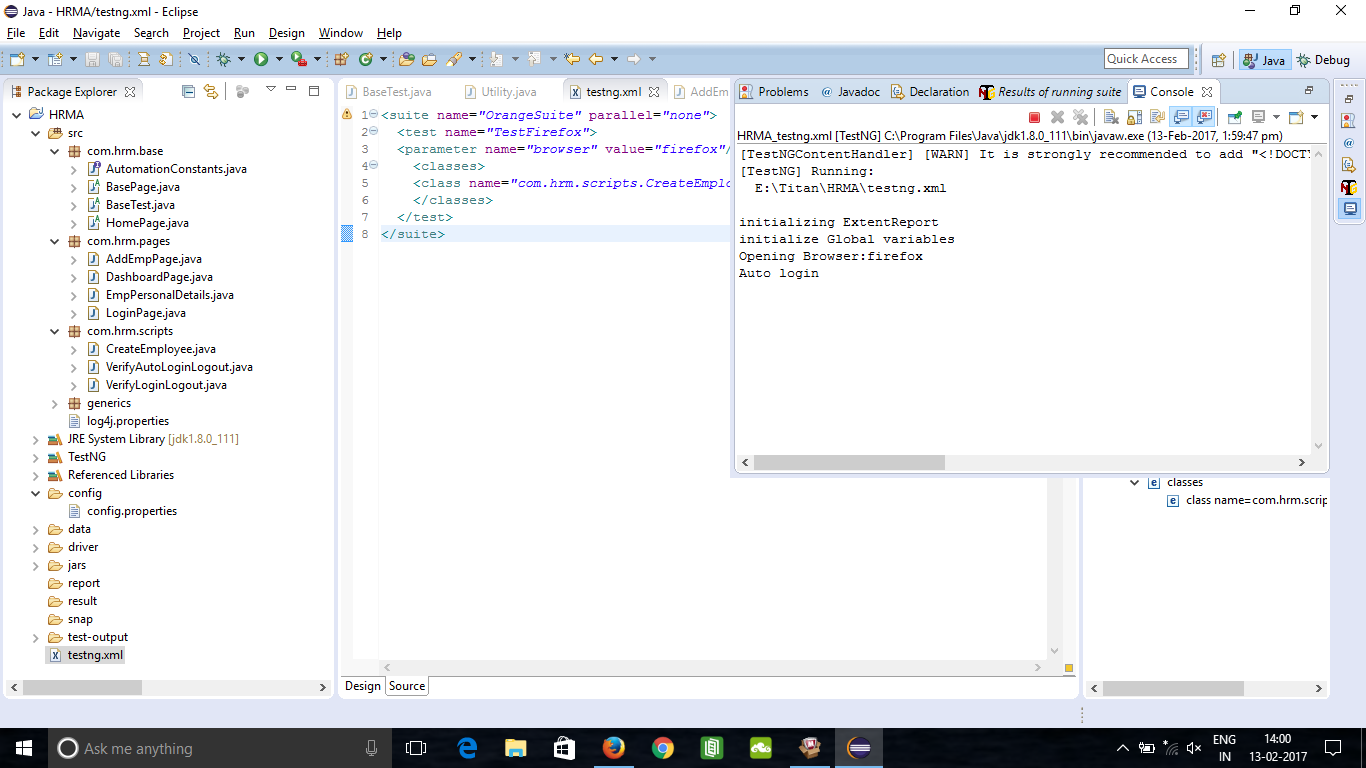 Java - HRMA/testng.xml - Eclipse
File Edit Navigate Search Project Run Design Window Help
Quick Access
Java
Debug
Package Explorer
HRMA
src
com.hrm.base
AutomationConstants.java
BasePage.java
BaseTest.java
HomePage.java
com.hrm.pages
AddEmpPage.java
DashboardPage.java
EmpPersonalDetails.java
LoginPage.java
com.hrm.scripts
CreateEmployee.java
VerifyAutoLoginLogout.java
VerifyLoginLogout.java
generics
log4j.properties
JRE System Library [jdk1.8.0_111]
TestNG
Referenced Libraries
config
config.properties
data
driver
jars
report
result
snap
test-output
testng.xml
BaseTest.java Utility.java testng.xml AddEm
1 <suite name="OrangeSuite" parallel="none">
2 <test name="TestFirefox">
3 <parameter name="browser" value="firefox"/
4 <classes>
5 <class name="com.hrm.scripts.CreateEmplo
6 </classes>
7 </test>
8 </suite>
Design Source
Problems @ Javadoc Declaration Results of running suite Console
HRMA_testng.xml [TestNG] C:\Program Files\Java\jdk1.8.0_111\bin\javaw.exe (13-Feb-2017, 1:59:47 pm)
[TestNGContentHandler] [WARN] It is strongly recommended to add "<!DOCTY
[TestNG] Running:
E:\Titan\HRMA\testng.xml
initializing ExtentReport
initialize Global variables
Opening Browser:firefox
Auto login
classes
class name=com.hrm.scrip
Ask me anything
ENG
IN
14:00
13-02-2017